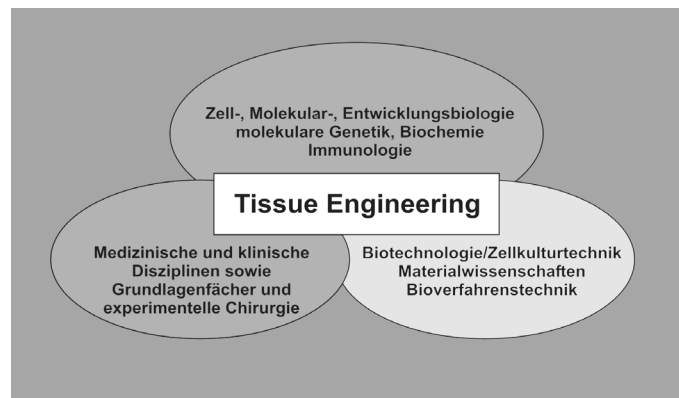 Zell-, Molekular-, Entwicklungsbiologie
molekulare Genetik, Biochemie
Immunologie
Tissue Engineering
Medizinische und klinische
Disziplinen sowie
Grundlagenfächer und
experimentelle Chirurgie
Biotechnologie/Zellkulturtechnik
Materialwissenschaften
Bioverfahrenstechnik